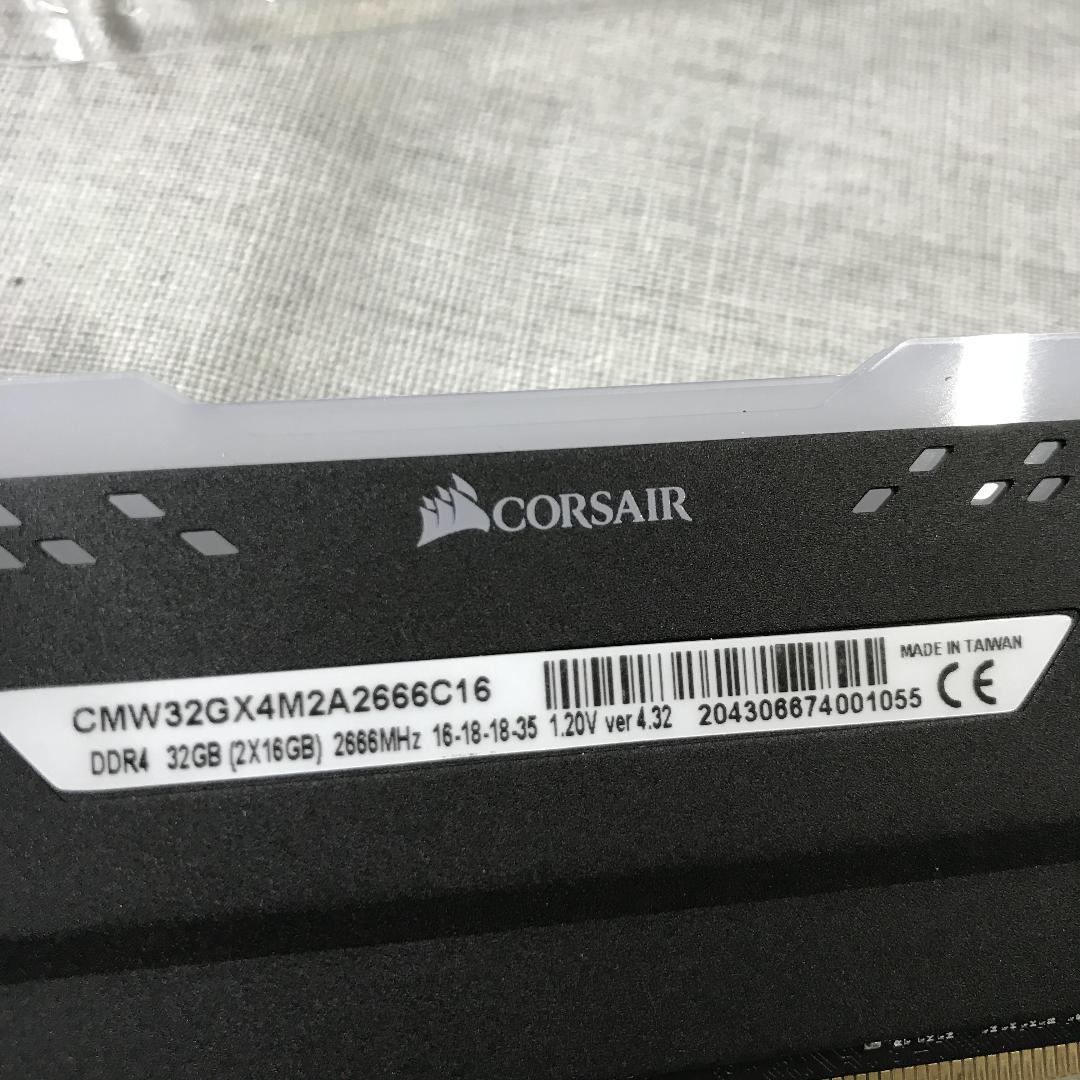 CORSAIR
CMW32GX4M2A2666C16
DDR4 32GB (2X16GB) 2666MHz 16-18-18-35 1.20V ver 4.32
204306674001055
MADE IN TAIWAN
CE